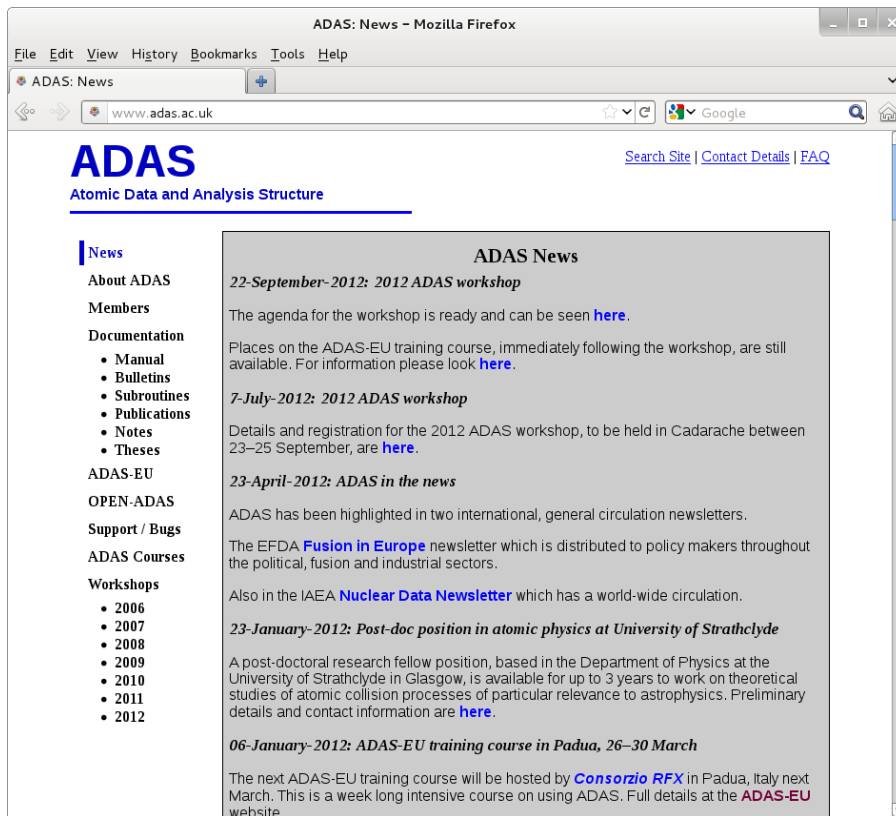 ADAS: News – Mozilla Firefox
File Edit View History Bookmarks Tools Help
ADAS: News
www.adas.ac.uk
Google
ADAS
Atomic Data and Analysis Structure
Search Site | Contact Details | FAQ
News
About ADAS
Members
Documentation
• Manual
• Bulletins
• Subroutines
• Publications
• Notes
• Theses
ADAS-EU
OPEN-ADAS
Support / Bugs
ADAS Courses
Workshops
• 2006
• 2007
• 2008
• 2009
• 2010
• 2011
• 2012
ADAS News
22-September-2012: 2012 ADAS workshop
The agenda for the workshop is ready and can be seen here.
Places on the ADAS-EU training course, immediately following the workshop, are still
available. For information please look here.
7-July-2012: 2012 ADAS workshop
Details and registration for the 2012 ADAS workshop, to be held in Cadarache between
23–25 September, are here.
23-April-2012: ADAS in the news
ADAS has been highlighted in two international, general circulation newsletters.
The EFDA Fusion in Europe newsletter which is distributed to policy makers throughout
the political, fusion and industrial sectors.
Also in the IAEA Nuclear Data Newsletter which has a world-wide circulation.
23-January-2012: Post-doc position in atomic physics at University of Strathclyde
A post-doctoral research fellow position, based in the Department of Physics at the
University of Strathclyde in Glasgow, is available for up to 3 years to work on theoretical
studies of atomic collision processes of particular relevance to astrophysics. Preliminary
details and contact information are here.
06-January-2012: ADAS-EU training course in Padua, 26–30 March
The next ADAS-EU training course will be hosted by Consorzio RFX in Padua, Italy next
March. This is a week long intensive course on using ADAS. Full details at the ADAS-EU
website.